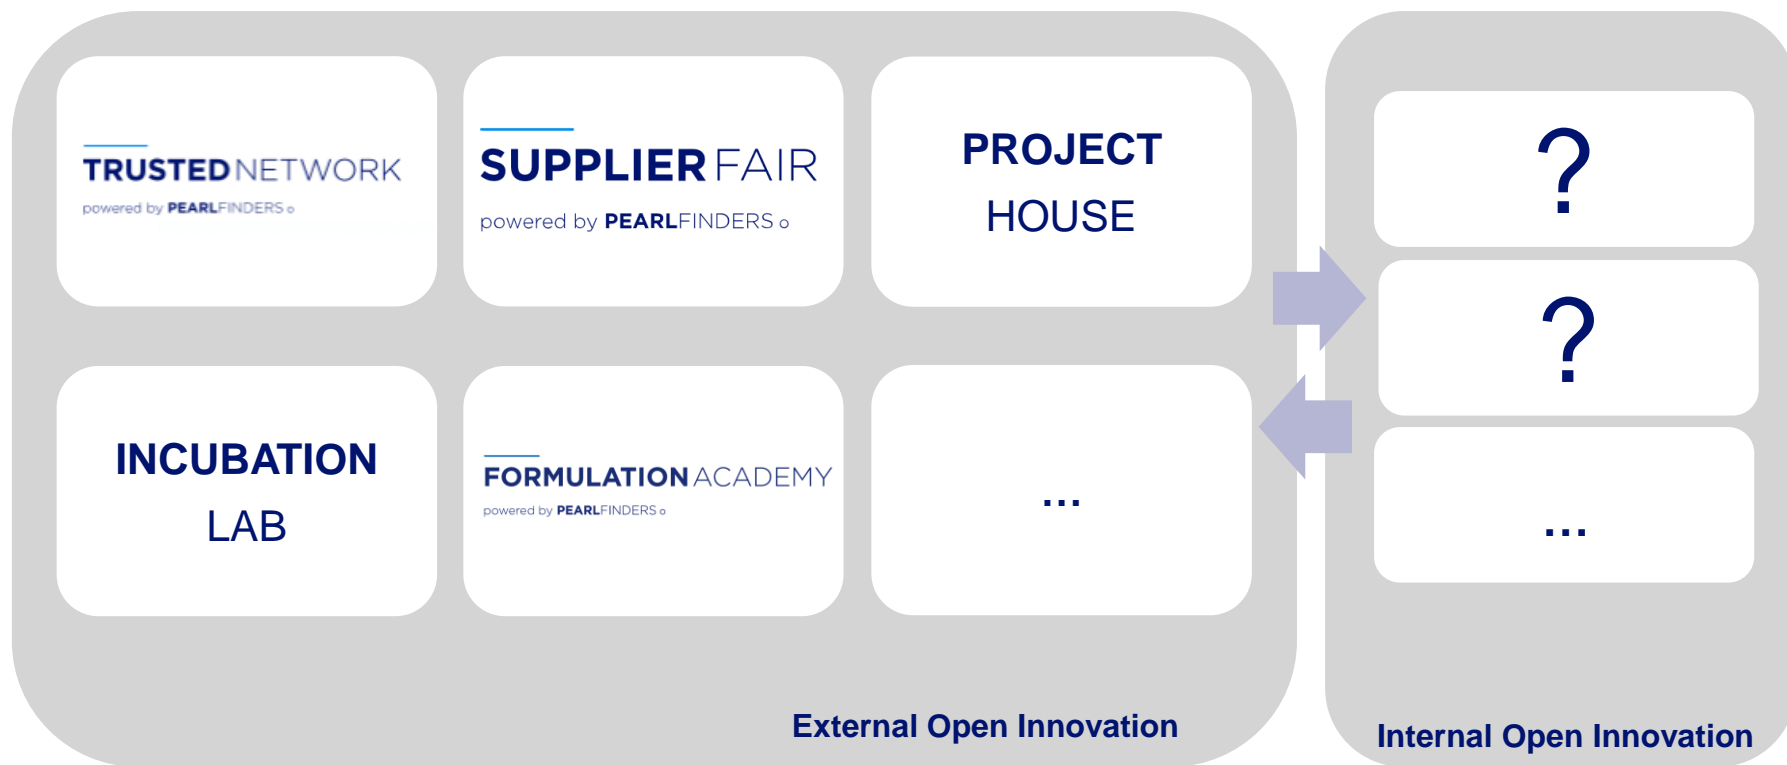 TRUSTED NETWORK
powered by PEARLFINDERS
SUPPLIER FAIR
powered by PEARLFINDERS
PROJECT
HOUSE
INCUBATION
LAB
FORMULATION ACADEMY
powered by PEARLFINDERS
...
External Open Innovation
?
?
...
Internal Open Innovation